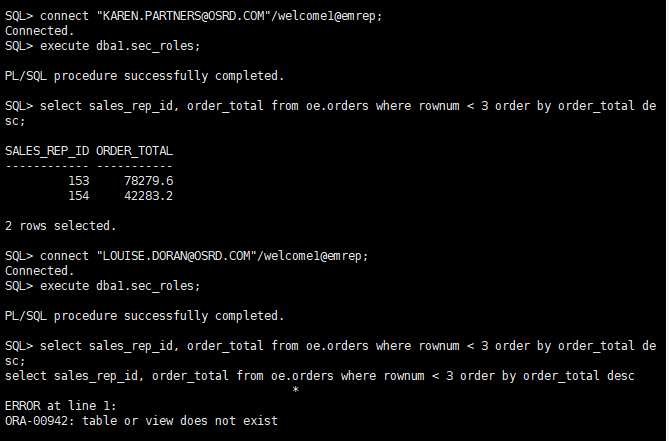 SQL> connect "KAREN.PARTNERS@OSRD.COM"/welcome1@emrep;
Connected.
SQL> execute dba1.sec_roles;
PL/SQL procedure successfully completed.
SQL> select sales_rep_id, order_total from oe.orders where rownum < 3 order by order_total de
sc;
SALES_REP_ID ORDER_TOTAL
------------ -----------
         153     78279.6
         154     42283.2
2 rows selected.
SQL> connect "LOUISE.DORAN@OSRD.COM"/welcome1@emrep;
Connected.
SQL> execute dba1.sec_roles;
PL/SQL procedure successfully completed.
SQL> select sales_rep_id, order_total from oe.orders where rownum < 3 order by order_total de
sc;
select sales_rep_id, order_total from oe.orders where rownum < 3 order by order_total desc
                                         *
ERROR at line 1:
ORA-00942: table or view does not exist